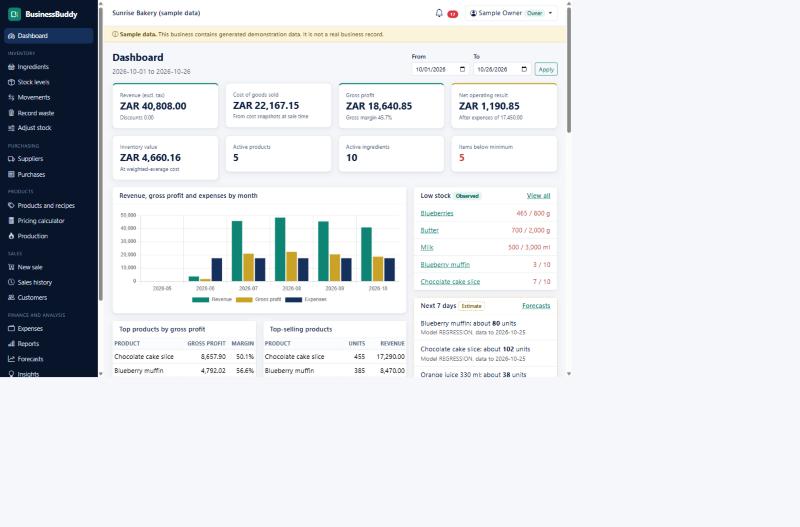 BusinessBuddy
Dashboard
INVENTORY
Ingredients
Stock levels
Movements
Record waste
Adjust stock
PURCHASING
Suppliers
Purchases
PRODUCTS
Products and recipes
Pricing calculator
Production
SALES
New sale
Sales history
Customers
FINANCE AND ANALYSIS
Expenses
Reports
Forecasts
Insights
Sunrise Bakery (sample data)
Sample Owner Owner
Sample data. This business contains generated demonstration data. It is not a real business record.
Dashboard
2026-10-01 to 2026-10-26
From To
10/01/2026 10/26/2026 Apply
Revenue (excl. tax)
ZAR 40,808.00
Discounts 0.00
Cost of goods sold
ZAR 22,167.15
From cost snapshots at sale time
Gross profit
ZAR 18,640.85
Gross margin 45.7%
Net operating result
ZAR 1,190.85
After expenses of 17,450.00
Inventory value
ZAR 4,660.16
At weighted-average cost
Active products
5
Active ingredients
10
Items below minimum
5
Revenue, gross profit and expenses by month
50,000
40,000
30,000
20,000
10,000
0
2026-05 2026-06 2026-07 2026-08 2026-09 2026-10
Revenue Gross profit Expenses
Low stock Observed View all
Blueberries 465 / 800 g
Butter 700 / 2,000 g
Milk 500 / 3,000 ml
Blueberry muffin 3 / 10
Chocolate cake slice 7 / 10
Next 7 days Estimate Forecasts
Blueberry muffin: about 80 units
Model REGRESSION, data to 2026-10-25
Chocolate cake slice: about 102 units
Model REGRESSION, data to 2026-10-25
Orange juice 330 ml: about 38 units
Top products by gross profit
PRODUCT GROSS PROFIT MARGIN
Chocolate cake slice 8,657.90 50.1%
Blueberry muffin 4,792.02 56.6%
Top-selling products
PRODUCT UNITS REVENUE
Chocolate cake slice 455 17,290.00
Blueberry muffin 385 8,470.00